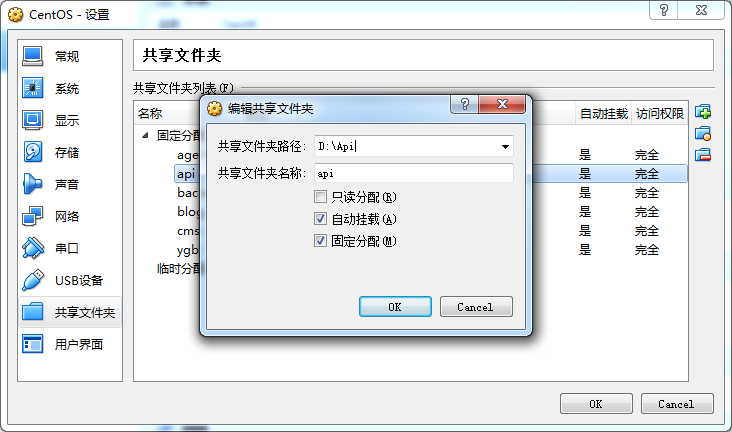 CentOS - 设置
常规
系统
显示
存储
声音
网络
串口
USB设备
共享文件夹
用户界面
共享文件夹
共享文件夹列表(F)
名称
自动挂载 访问权限
固定分配
age 是 完全
api 是 完全
bac 是 完全
blog 是 完全
cms 是 完全
ygb 是 完全
临时分配
编辑共享文件夹
共享文件夹路径: D:\Api
共享文件夹名称: api
只读分配(R)
自动挂载(A)
固定分配(M)
OK Cancel
OK Cancel